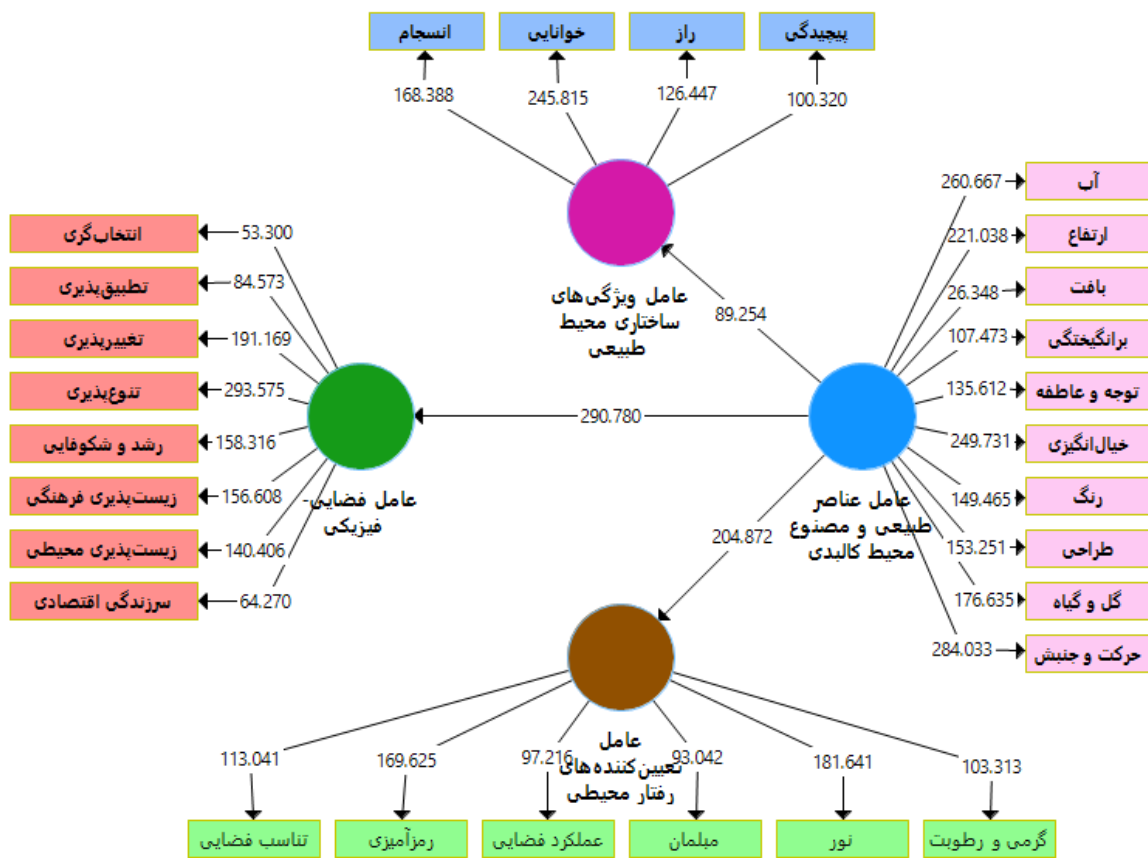 پیچیدگی
راز
خوانایی
انسجام
100.320
126.447
245.815
168.388
عامل ویژگی‌های
ساختاری محیط
طبیعی
89.254
آب
260.667
ارتفاع
221.038
بافت
26.348
برانگیختگی
107.473
توجه و عاطفه
135.612
خیال‌انگیزی
249.731
رنگ
149.465
طراحی
153.251
گل و گیاه
176.635
حرکت و جنبش
284.033
عامل عناصر
طبیعی و مصنوع
محیط کالبدی
290.780
204.872
عامل فضایی-
فیزیکی
53.300
انتخاب‌گری
84.573
تطبیق‌پذیری
191.169
تغییرپذیری
293.575
تنوع‌پذیری
158.316
رشد و شکوفایی
156.608
زیست‌پذیری فرهنگی
140.406
زیست‌پذیری محیطی
64.270
سرزندگی اقتصادی
عامل
تعیین‌کننده‌های
رفتار محیطی
103.313
181.641
93.042
97.216
169.625
113.041
گرمی و رطوبت
نور
مبلمان
عملکرد فضایی
رمزآمیزی
تناسب فضایی